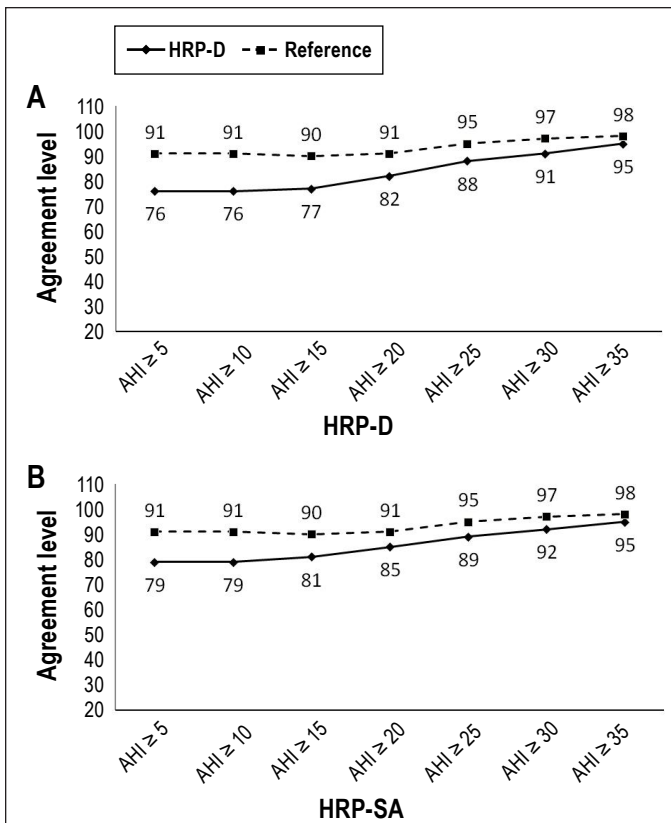 HRP-D Reference
A
Agreement level
110
100
90
80
70
60
50
40
30
20
91 91 90 91 95 97 98
76 76 77 82 88 91 95
AHI ≥ 5 AHI ≥ 10 AHI ≥ 15 AHI ≥ 20 AHI ≥ 25 AHI ≥ 30 AHI ≥ 35
HRP-D
B
Agreement level
110
100
90
80
70
60
50
40
30
20
91 91 90 91 95 97 98
79 79 81 85 89 92 95
AHI ≥ 5 AHI ≥ 10 AHI ≥ 15 AHI ≥ 20 AHI ≥ 25 AHI ≥ 30 AHI ≥ 35
HRP-SA